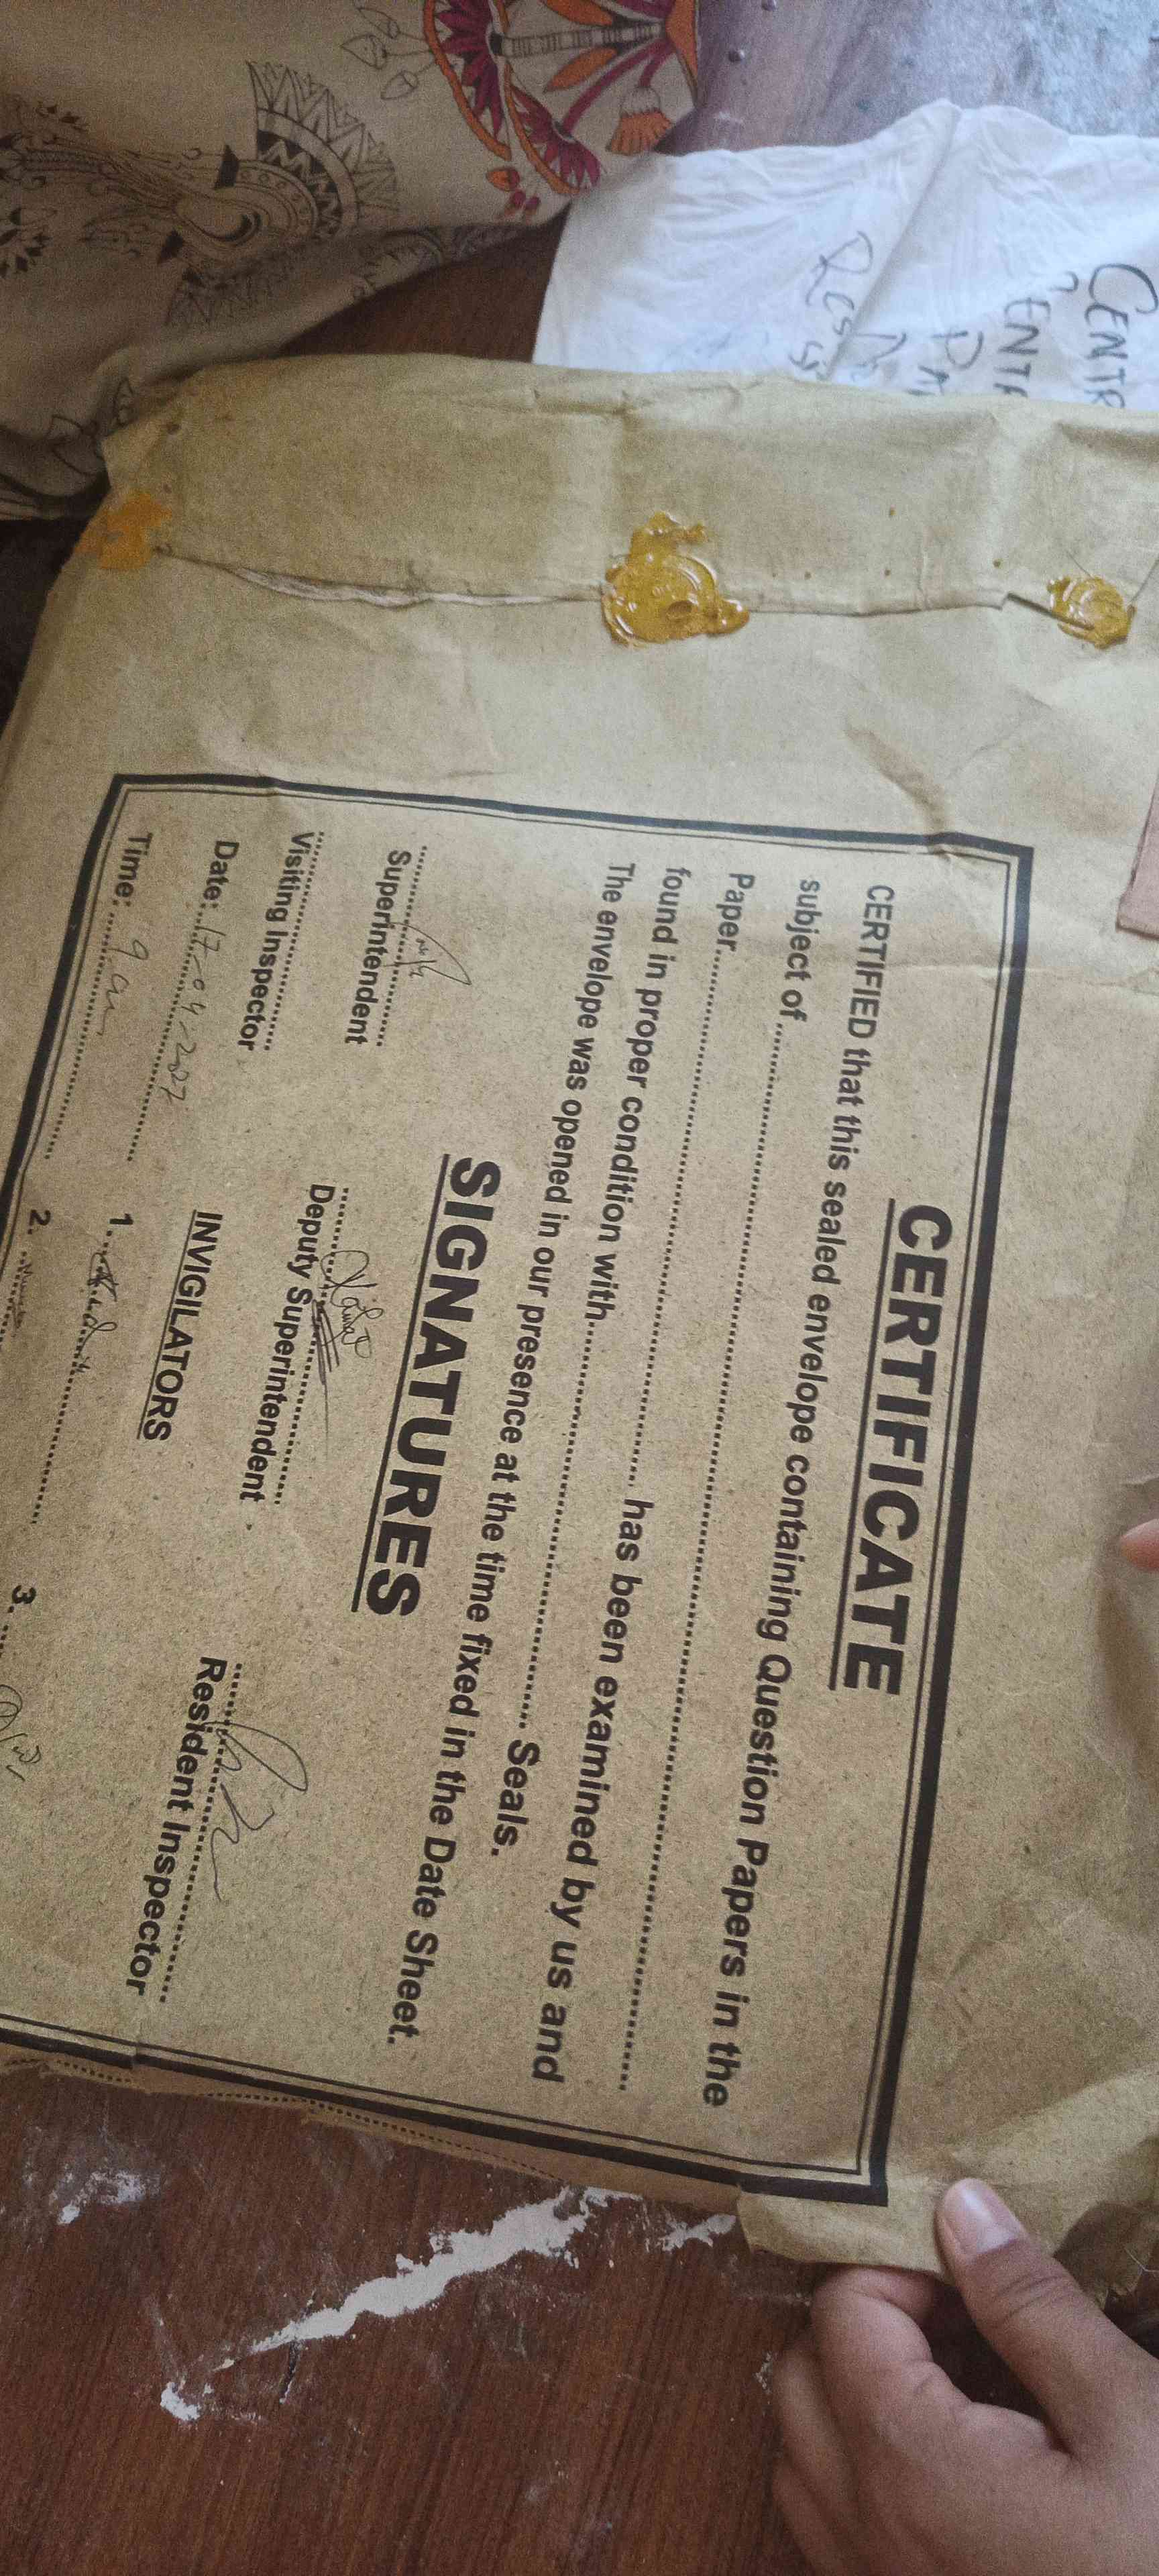 CERTIFICATE
CERTIFIED that this sealed envelope containing Question Papers in the
subject of
Paper has been examined by us and
found in proper condition with Seals.
The envelope was opened in our presence at the time fixed in the Date Sheet.
SIGNATURES
Superintendent Deputy Superintendent Resident Inspector
Visiting Inspector INVIGILATORS
Date: 17-04-2027
Time: 9 am
1. 2. 3.
CENTR